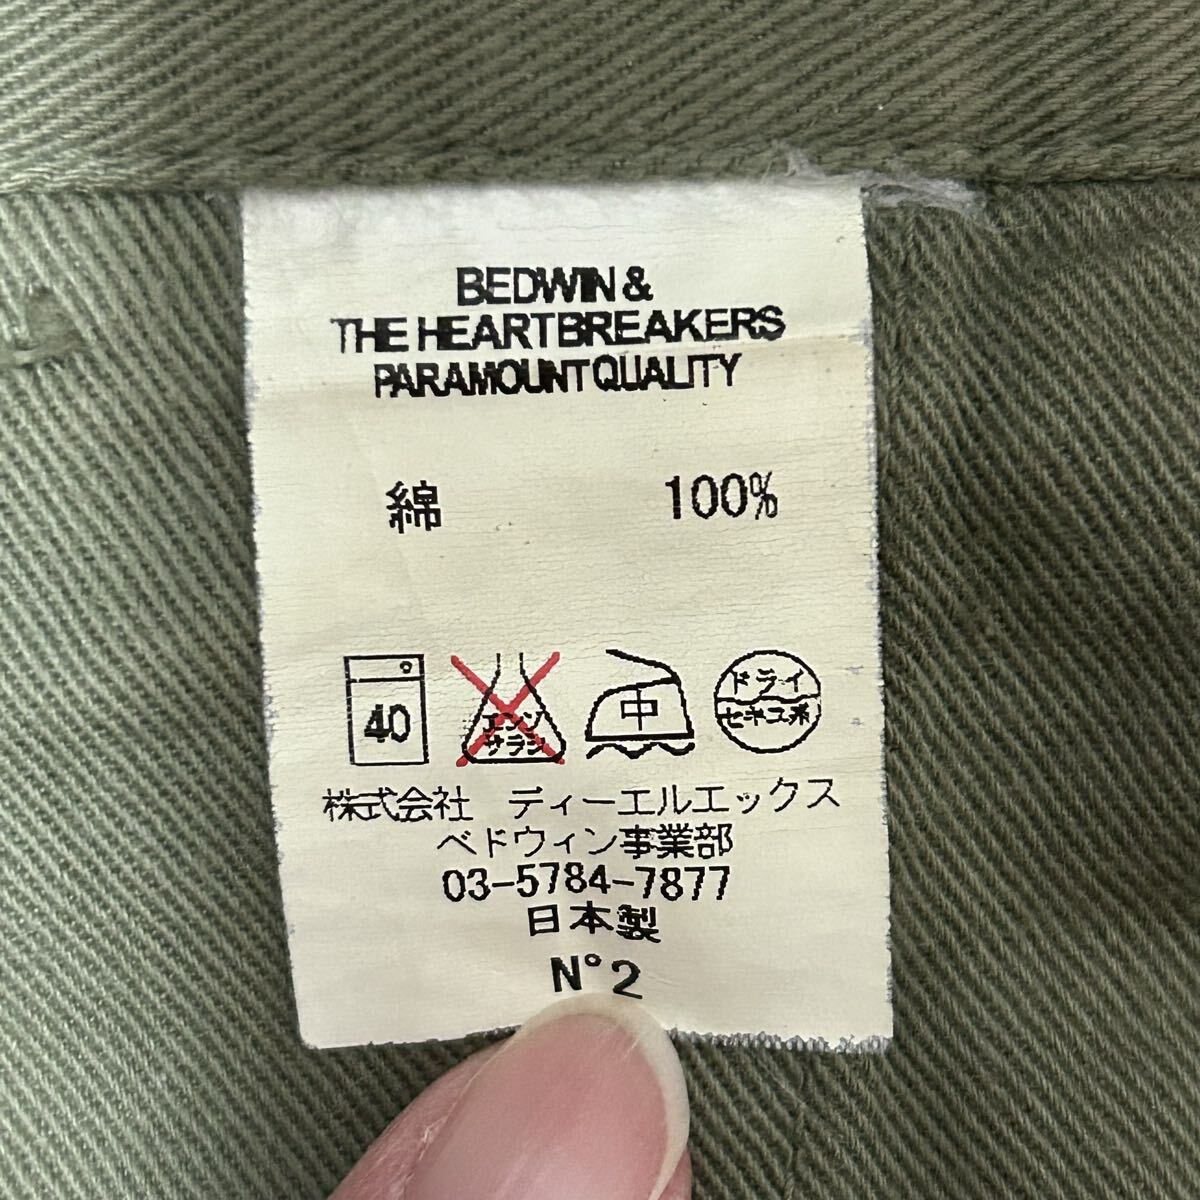 BEDWIN &
THE HEARTBREAKERS
PARAMOUNT QUALITY
綿 100%
40 エンソ サラシ 中 ドライ セキユ系
株式会社 ディーエルエックス
ベドウィン事業部
03-5784-7877
日本製
N°2